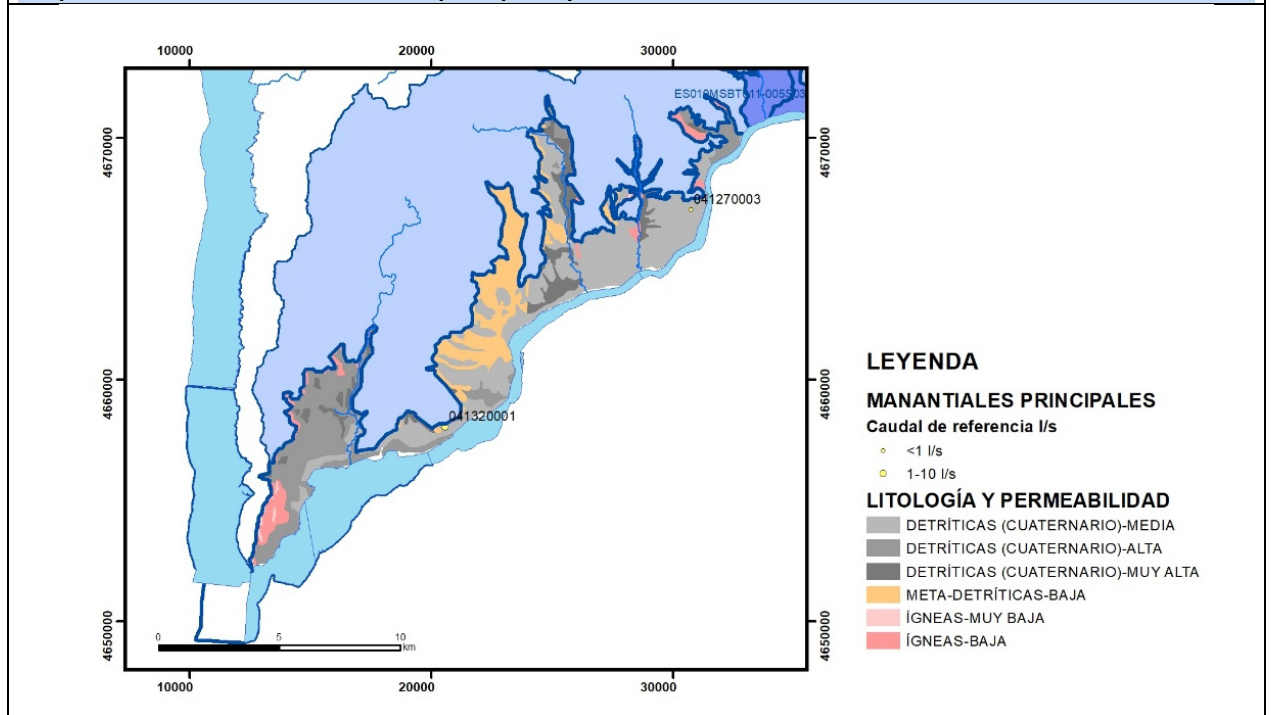 10000 20000 30000
ES010MSBT011-005503
4670000 4670000
041270003
4660000 4660000
041320001
4650000 4650000
0 5 10
km
10000 20000 30000
LEYENDA
MANANTIALES PRINCIPALES
Caudal de referencia l/s
<1 l/s
1-10 l/s
LITOLOGÍA Y PERMEABILIDAD
DETRÍTICAS (CUATERNARIO)-MEDIA
DETRÍTICAS (CUATERNARIO)-ALTA
DETRÍTICAS (CUATERNARIO)-MUY ALTA
META-DETRÍTICAS-BAJA
ÍGNEAS-MUY BAJA
ÍGNEAS-BAJA